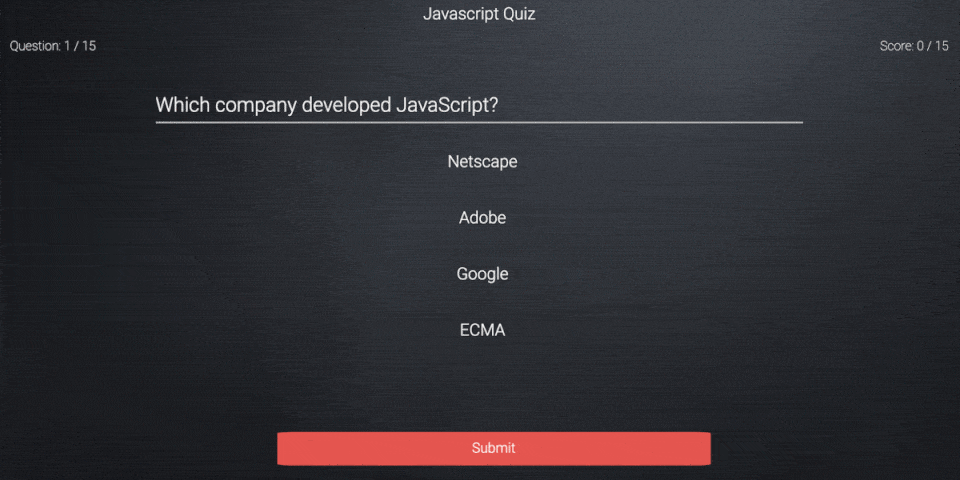 Javascript Quiz
Question: 1 / 15
Score: 0 / 15
Which company developed JavaScript?
Netscape
Adobe
Google
ECMA
Submit